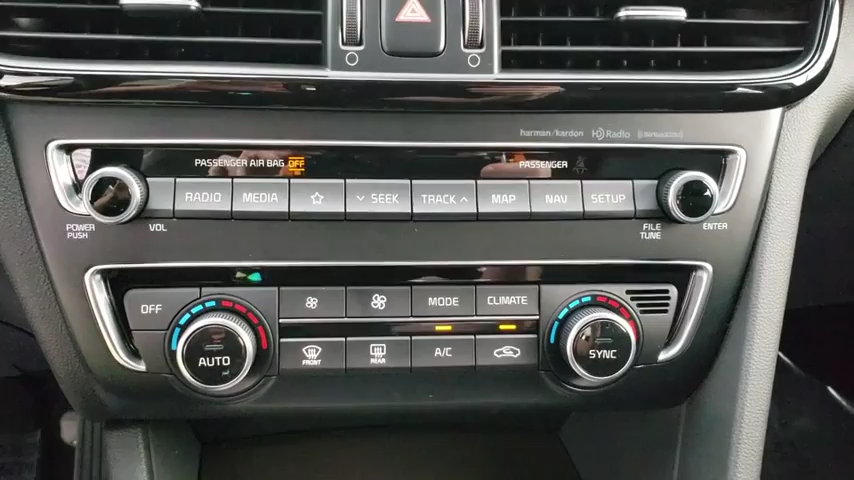 harman/kardon HD Radio (SiriusXM)
PASSENGER AIR BAG OFF PASSENGER
RADIO MEDIA SEEK TRACK MAP NAV SETUP
POWER PUSH VOL FILE TUNE ENTER
OFF MODE CLIMATE
AUTO FRONT REAR A/C SYNC